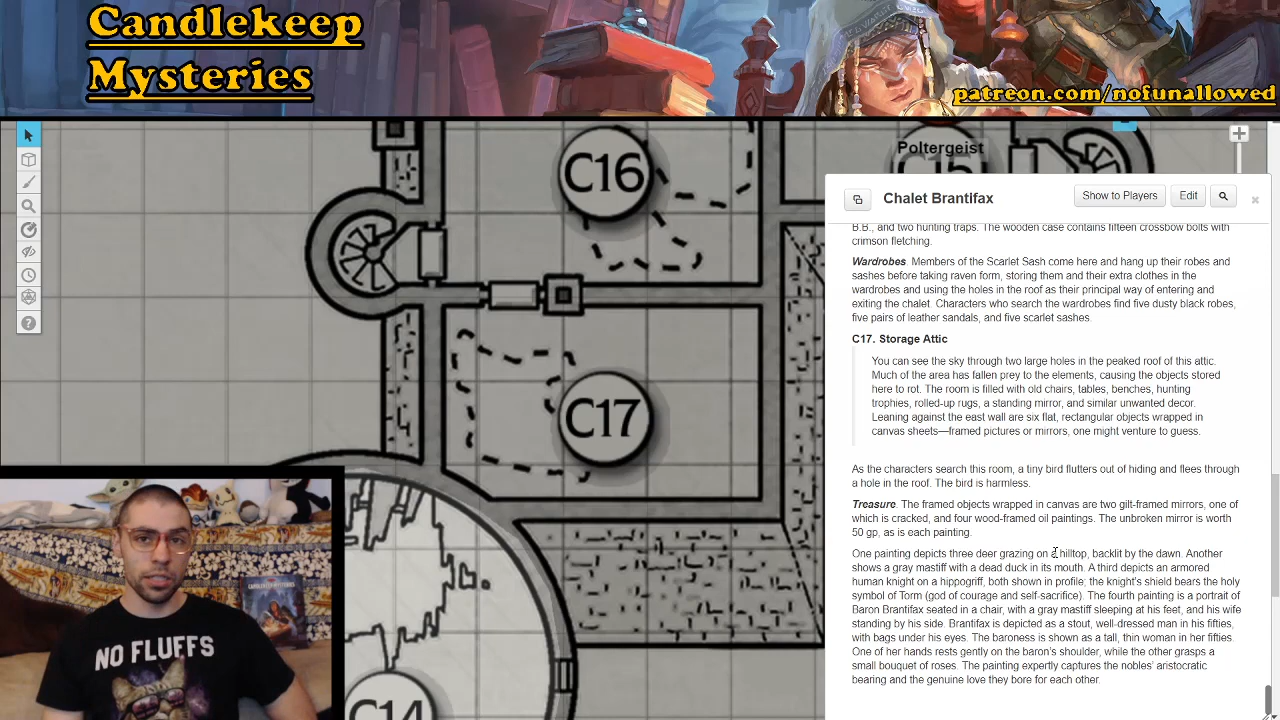 Candlekeep
Mysteries
patreon.com/nofunallowed
C16
Poltergeist
C15
C17
C14
NO FLUFFS
Chalet Brantifax
Show to Players
Edit
B.B., and two hunting traps. The wooden case contains fifteen crossbow bolts with
crimson fletching.
Wardrobes. Members of the Scarlet Sash come here and hang up their robes and
sashes before taking raven form, storing them and their extra clothes in the
wardrobes and using the holes in the roof as their principal way of entering and
exiting the chalet. Characters who search the wardrobes find five dusty black robes,
five pairs of leather sandals, and five scarlet sashes.
C17. Storage Attic
You can see the sky through two large holes in the peaked roof of this attic.
Much of the area has fallen prey to the elements, causing the objects stored
here to rot. The room is filled with old chairs, tables, benches, hunting
trophies, rolled-up rugs, a standing mirror, and similar unwanted decor.
Leaning against the east wall are six flat, rectangular objects wrapped in
canvas sheets—framed pictures or mirrors, one might venture to guess.
As the characters search this room, a tiny bird flutters out of hiding and flees through
a hole in the roof. The bird is harmless.
Treasure. The framed objects wrapped in canvas are two gilt-framed mirrors, one of
which is cracked, and four wood-framed oil paintings. The unbroken mirror is worth
50 gp, as is each painting.
One painting depicts three deer grazing on a hilltop, backlit by the dawn. Another
shows a gray mastiff with a dead duck in its mouth. A third depicts an armored
human knight on a hippogriff, both shown in profile; the knight's shield bears the holy
symbol of Torm (god of courage and self-sacrifice). The fourth painting is a portrait of
Baron Brantifax seated in a chair, with a gray mastiff sleeping at his feet, and his wife
standing by his side. Brantifax is depicted as a stout, well-dressed man in his fifties,
with bags under his eyes. The baroness is shown as a tall, thin woman in her fifties.
One of her hands rests gently on the baron's shoulder, while the other grasps a
small bouquet of roses. The painting expertly captures the nobles' aristocratic
bearing and the genuine love they bore for each other.